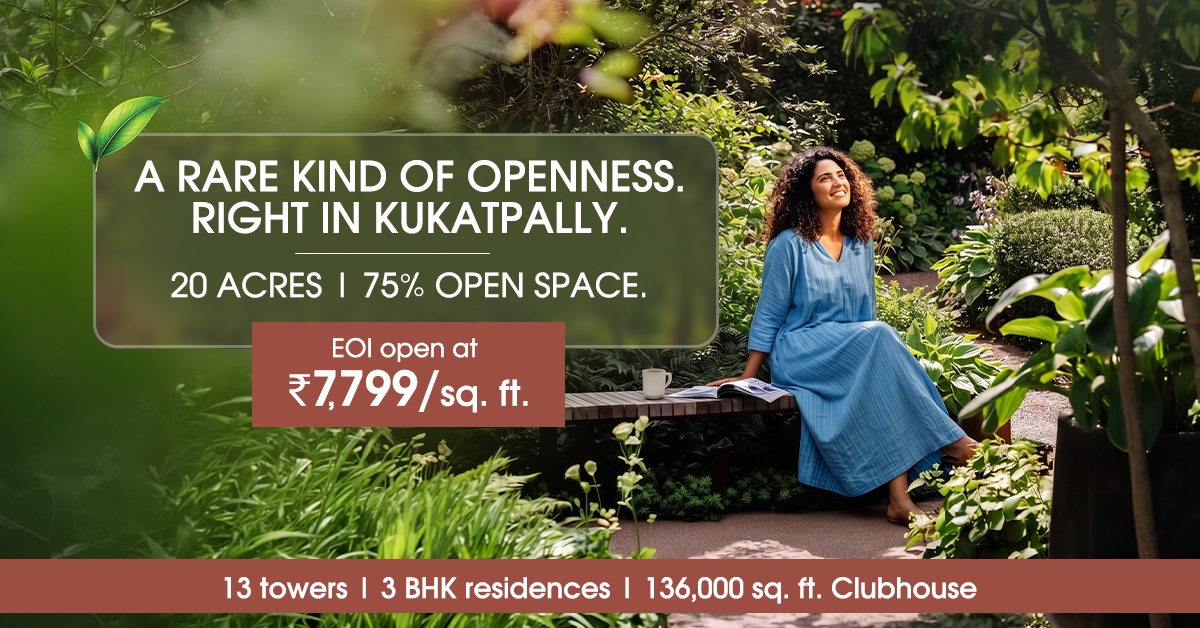 A RARE KIND OF OPENNESS.
RIGHT IN KUKATPALLY.
20 ACRES | 75% OPEN SPACE.
EOI open at
₹7,799/sq. ft.
13 towers | 3 BHK residences | 136,000 sq. ft. Clubhouse